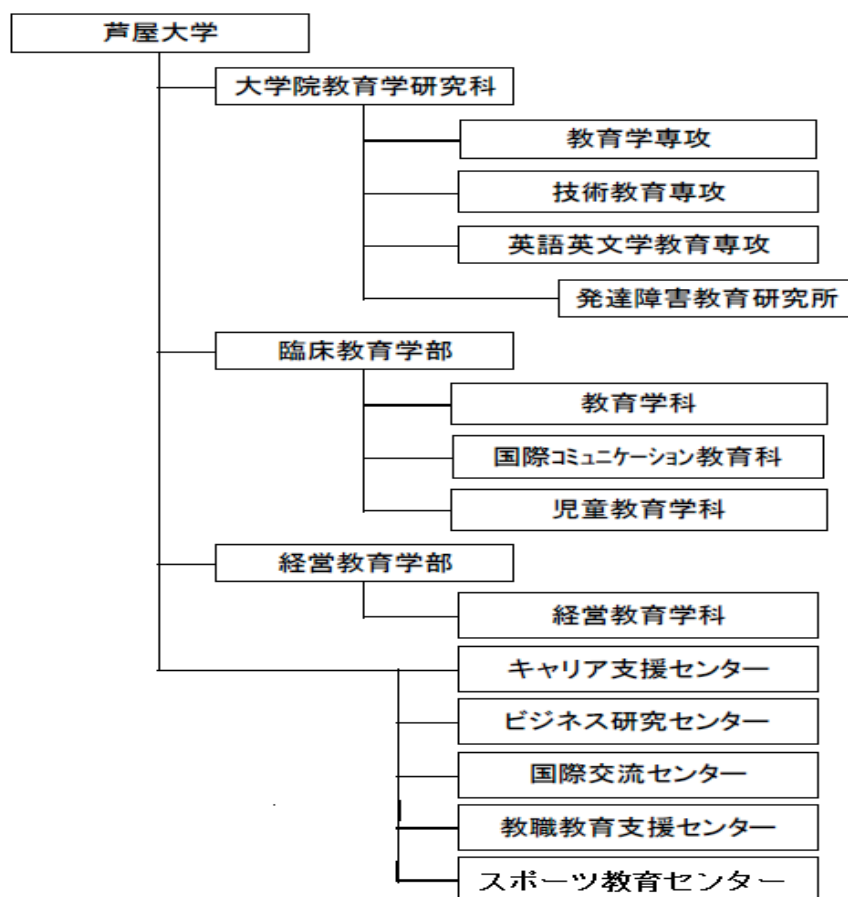 芦屋大学
大学院教育学研究科
教育学専攻
技術教育専攻
英語英文学教育専攻
発達障害教育研究所
臨床教育学部
教育学科
国際コミュニケーション教育科
児童教育学科
経営教育学部
経営教育学科
キャリア支援センター
ビジネス研究センター
国際交流センター
教職教育支援センター
スポーツ教育センター